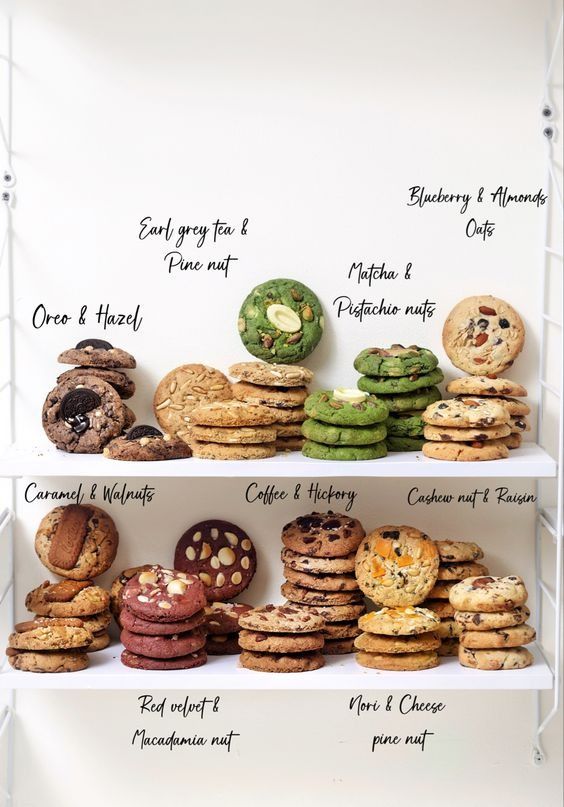 Blueberry & Almonds
Oats
Earl grey tea &
Pine nut
Matcha &
Pistachio nuts
Oreo & Hazel
Caramel & Walnuts
Coffee & Hickory
Cashew nut & Raisin
Red velvet &
Macadamia nut
Nori & Cheese
pine nut